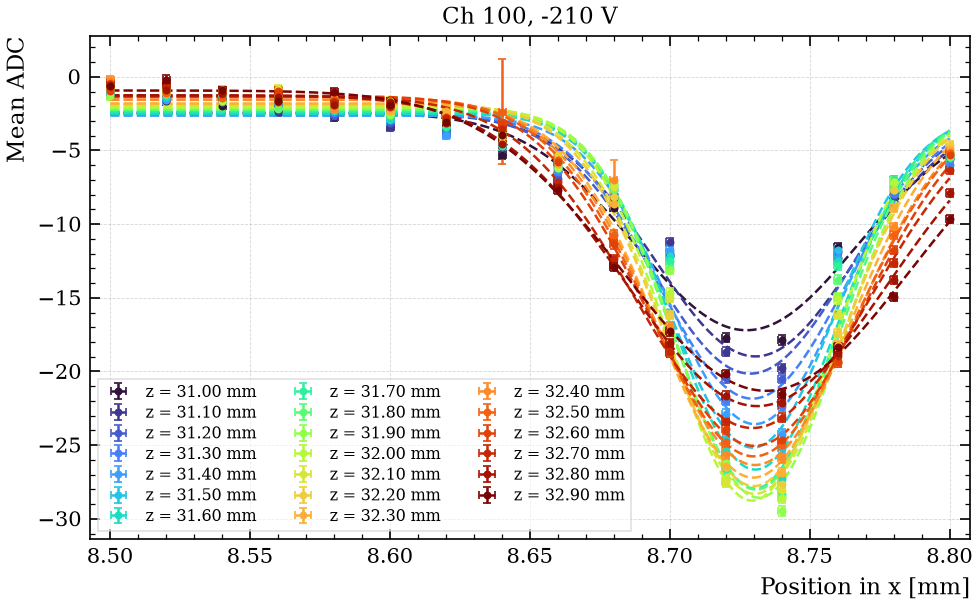 Ch 100, -210 V
Mean ADC
0
−5
−10
−15
−20
−25
−30
z = 31.00 mm
z = 31.10 mm
z = 31.20 mm
z = 31.30 mm
z = 31.40 mm
z = 31.50 mm
z = 31.60 mm
z = 31.70 mm
z = 31.80 mm
z = 31.90 mm
z = 32.00 mm
z = 32.10 mm
z = 32.20 mm
z = 32.30 mm
z = 32.40 mm
z = 32.50 mm
z = 32.60 mm
z = 32.70 mm
z = 32.80 mm
z = 32.90 mm
8.50 8.55 8.60 8.65 8.70 8.75 8.80
Position in x [mm]